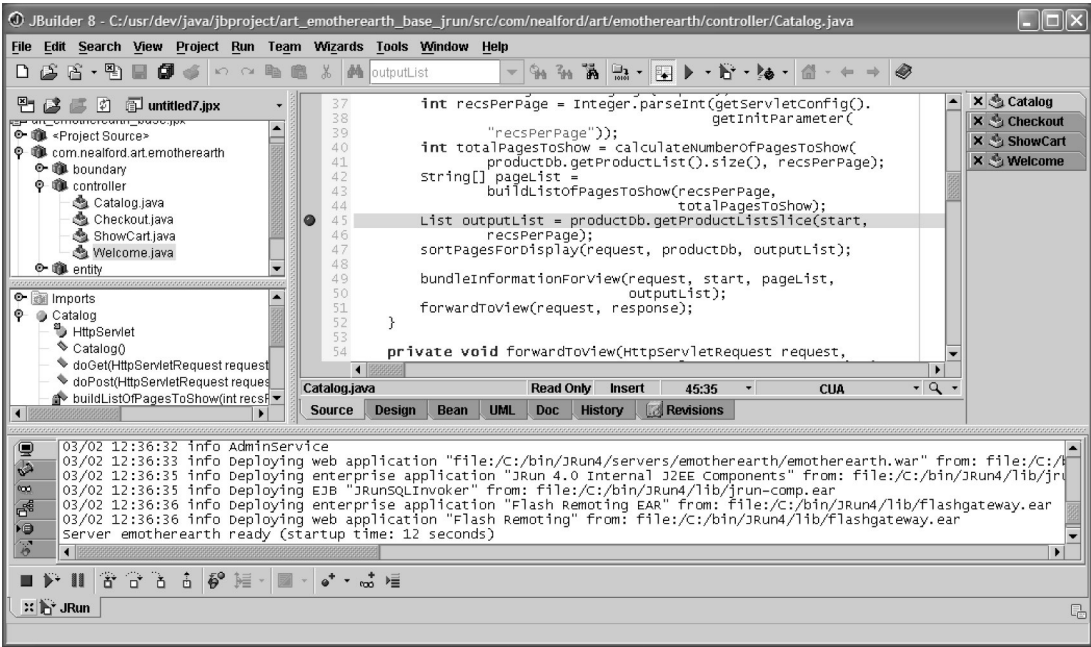 JBuilder 8 - C:/usr/dev/java/jbproject/art_emotherearth_base_jrun/src/com/nealford/art/emotherearth/controller/Catalog.java
File Edit Search View Project Run Team Wizards Tools Window Help
outputList
untitled7.jpx
art_emotherearth_base.jpx
<Project Source>
com.nealford.art.emotherearth
boundary
controller
Catalog.java
Checkout.java
ShowCart.java
Welcome.java
entity
Imports
Catalog
HttpServlet
Catalog()
doGet(HttpServletRequest request
doPost(HttpServletRequest reques
buildListOfPagesToShow(int recsF
37 int recsPerPage = Integer.parseInt(getServletConfig().
38 getInitParameter(
39 "recsPerPage"));
40 int totalPagesToShow = calculateNumberOfPagesToShow(
41 productDb.getProductList().size(), recsPerPage);
42 String[] pageList =
43 buildListOfPagesToShow(recsPerPage,
44 totalPagesToShow);
45 List outputList = productDb.getProductListSlice(start,
46 recsPerPage);
47 sortPagesForDisplay(request, productDb, outputList);
48
49 bundleInformationForView(request, start, pageList,
50 outputList);
51 forwardToView(request, response);
52 }
53
54 private void forwardToView(HttpServletRequest request,
Catalog.java Read Only Insert 45:35 CUA
Source Design Bean UML Doc History Revisions
Catalog
Checkout
ShowCart
Welcome
03/02 12:36:32 info AdminService
03/02 12:36:33 info Deploying web application "file:/C:/bin/JRun4/servers/emotherearth/emotherearth.war" from: file:/C:/b
03/02 12:36:35 info Deploying enterprise application "JRun 4.0 Internal J2EE Components" from: file:/C:/bin/JRun4/lib/jru
03/02 12:36:35 info Deploying EJB "JRunSQLInvoker" from: file:/C:/bin/JRun4/lib/jrun-comp.ear
03/02 12:36:36 info Deploying enterprise application "Flash Remoting EAR" from: file:/C:/bin/JRun4/lib/flashgateway.ear
03/02 12:36:36 info Deploying web application "Flash Remoting" from: file:/C:/bin/JRun4/lib/flashgateway.ear
Server emotherearth ready (startup time: 12 seconds)
JRun